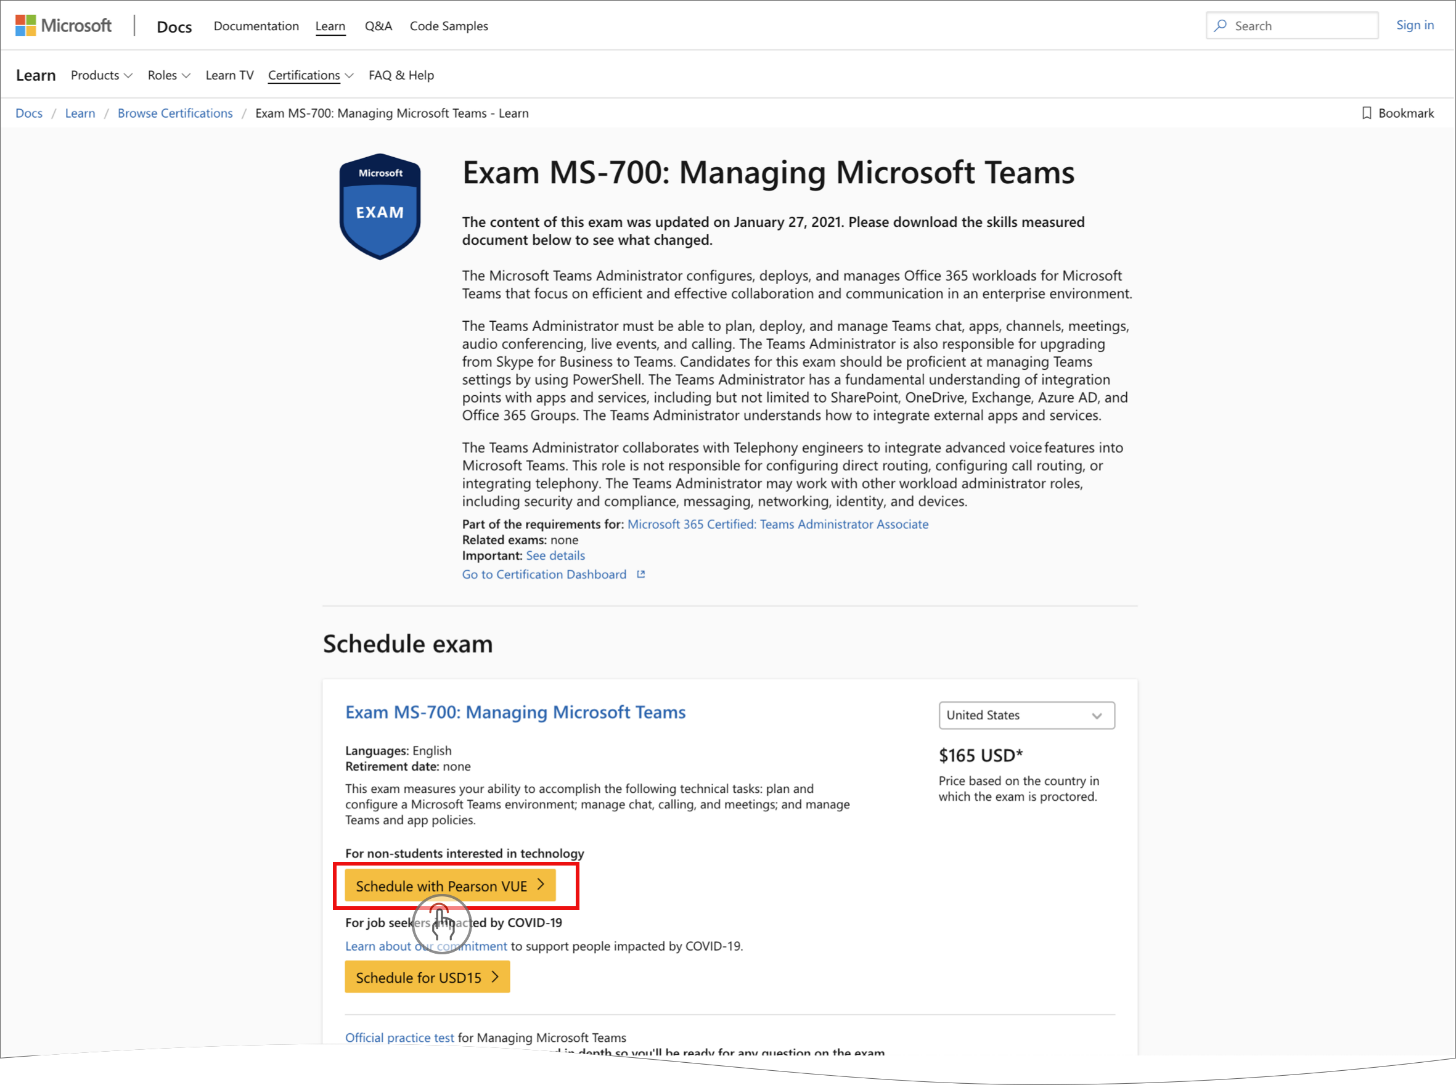 Microsoft | Docs Documentation Learn Q&A Code Samples Search Sign in
Learn Products Roles Learn TV Certifications FAQ & Help
Docs / Learn / Browse Certifications / Exam MS-700: Managing Microsoft Teams - Learn Bookmark
Microsoft
EXAM
Exam MS-700: Managing Microsoft Teams
The content of this exam was updated on January 27, 2021. Please download the skills measured
document below to see what changed.
The Microsoft Teams Administrator configures, deploys, and manages Office 365 workloads for Microsoft
Teams that focus on efficient and effective collaboration and communication in an enterprise environment.
The Teams Administrator must be able to plan, deploy, and manage Teams chat, apps, channels, meetings,
audio conferencing, live events, and calling. The Teams Administrator is also responsible for upgrading
from Skype for Business to Teams. Candidates for this exam should be proficient at managing Teams
settings by using PowerShell. The Teams Administrator has a fundamental understanding of integration
points with apps and services, including but not limited to SharePoint, OneDrive, Exchange, Azure AD, and
Office 365 Groups. The Teams Administrator understands how to integrate external apps and services.
The Teams Administrator collaborates with Telephony engineers to integrate advanced voice features into
Microsoft Teams. This role is not responsible for configuring direct routing, configuring call routing, or
integrating telephony. The Teams Administrator may work with other workload administrator roles,
including security and compliance, messaging, networking, identity, and devices.
Part of the requirements for: Microsoft 365 Certified: Teams Administrator Associate
Related exams: none
Important: See details
Go to Certification Dashboard
Schedule exam
Exam MS-700: Managing Microsoft Teams
United States
Languages: English
Retirement date: none
$165 USD*
Price based on the country in
which the exam is proctored.
This exam measures your ability to accomplish the following technical tasks: plan and
configure a Microsoft Teams environment; manage chat, calling, and meetings; and manage
Teams and app policies.
For non-students interested in technology
Schedule with Pearson VUE
For job seekers impacted by COVID-19
Learn about our commitment to support people impacted by COVID-19.
Schedule for USD15
Official practice test for Managing Microsoft Teams
in depth so you'll be ready for any question on the exam